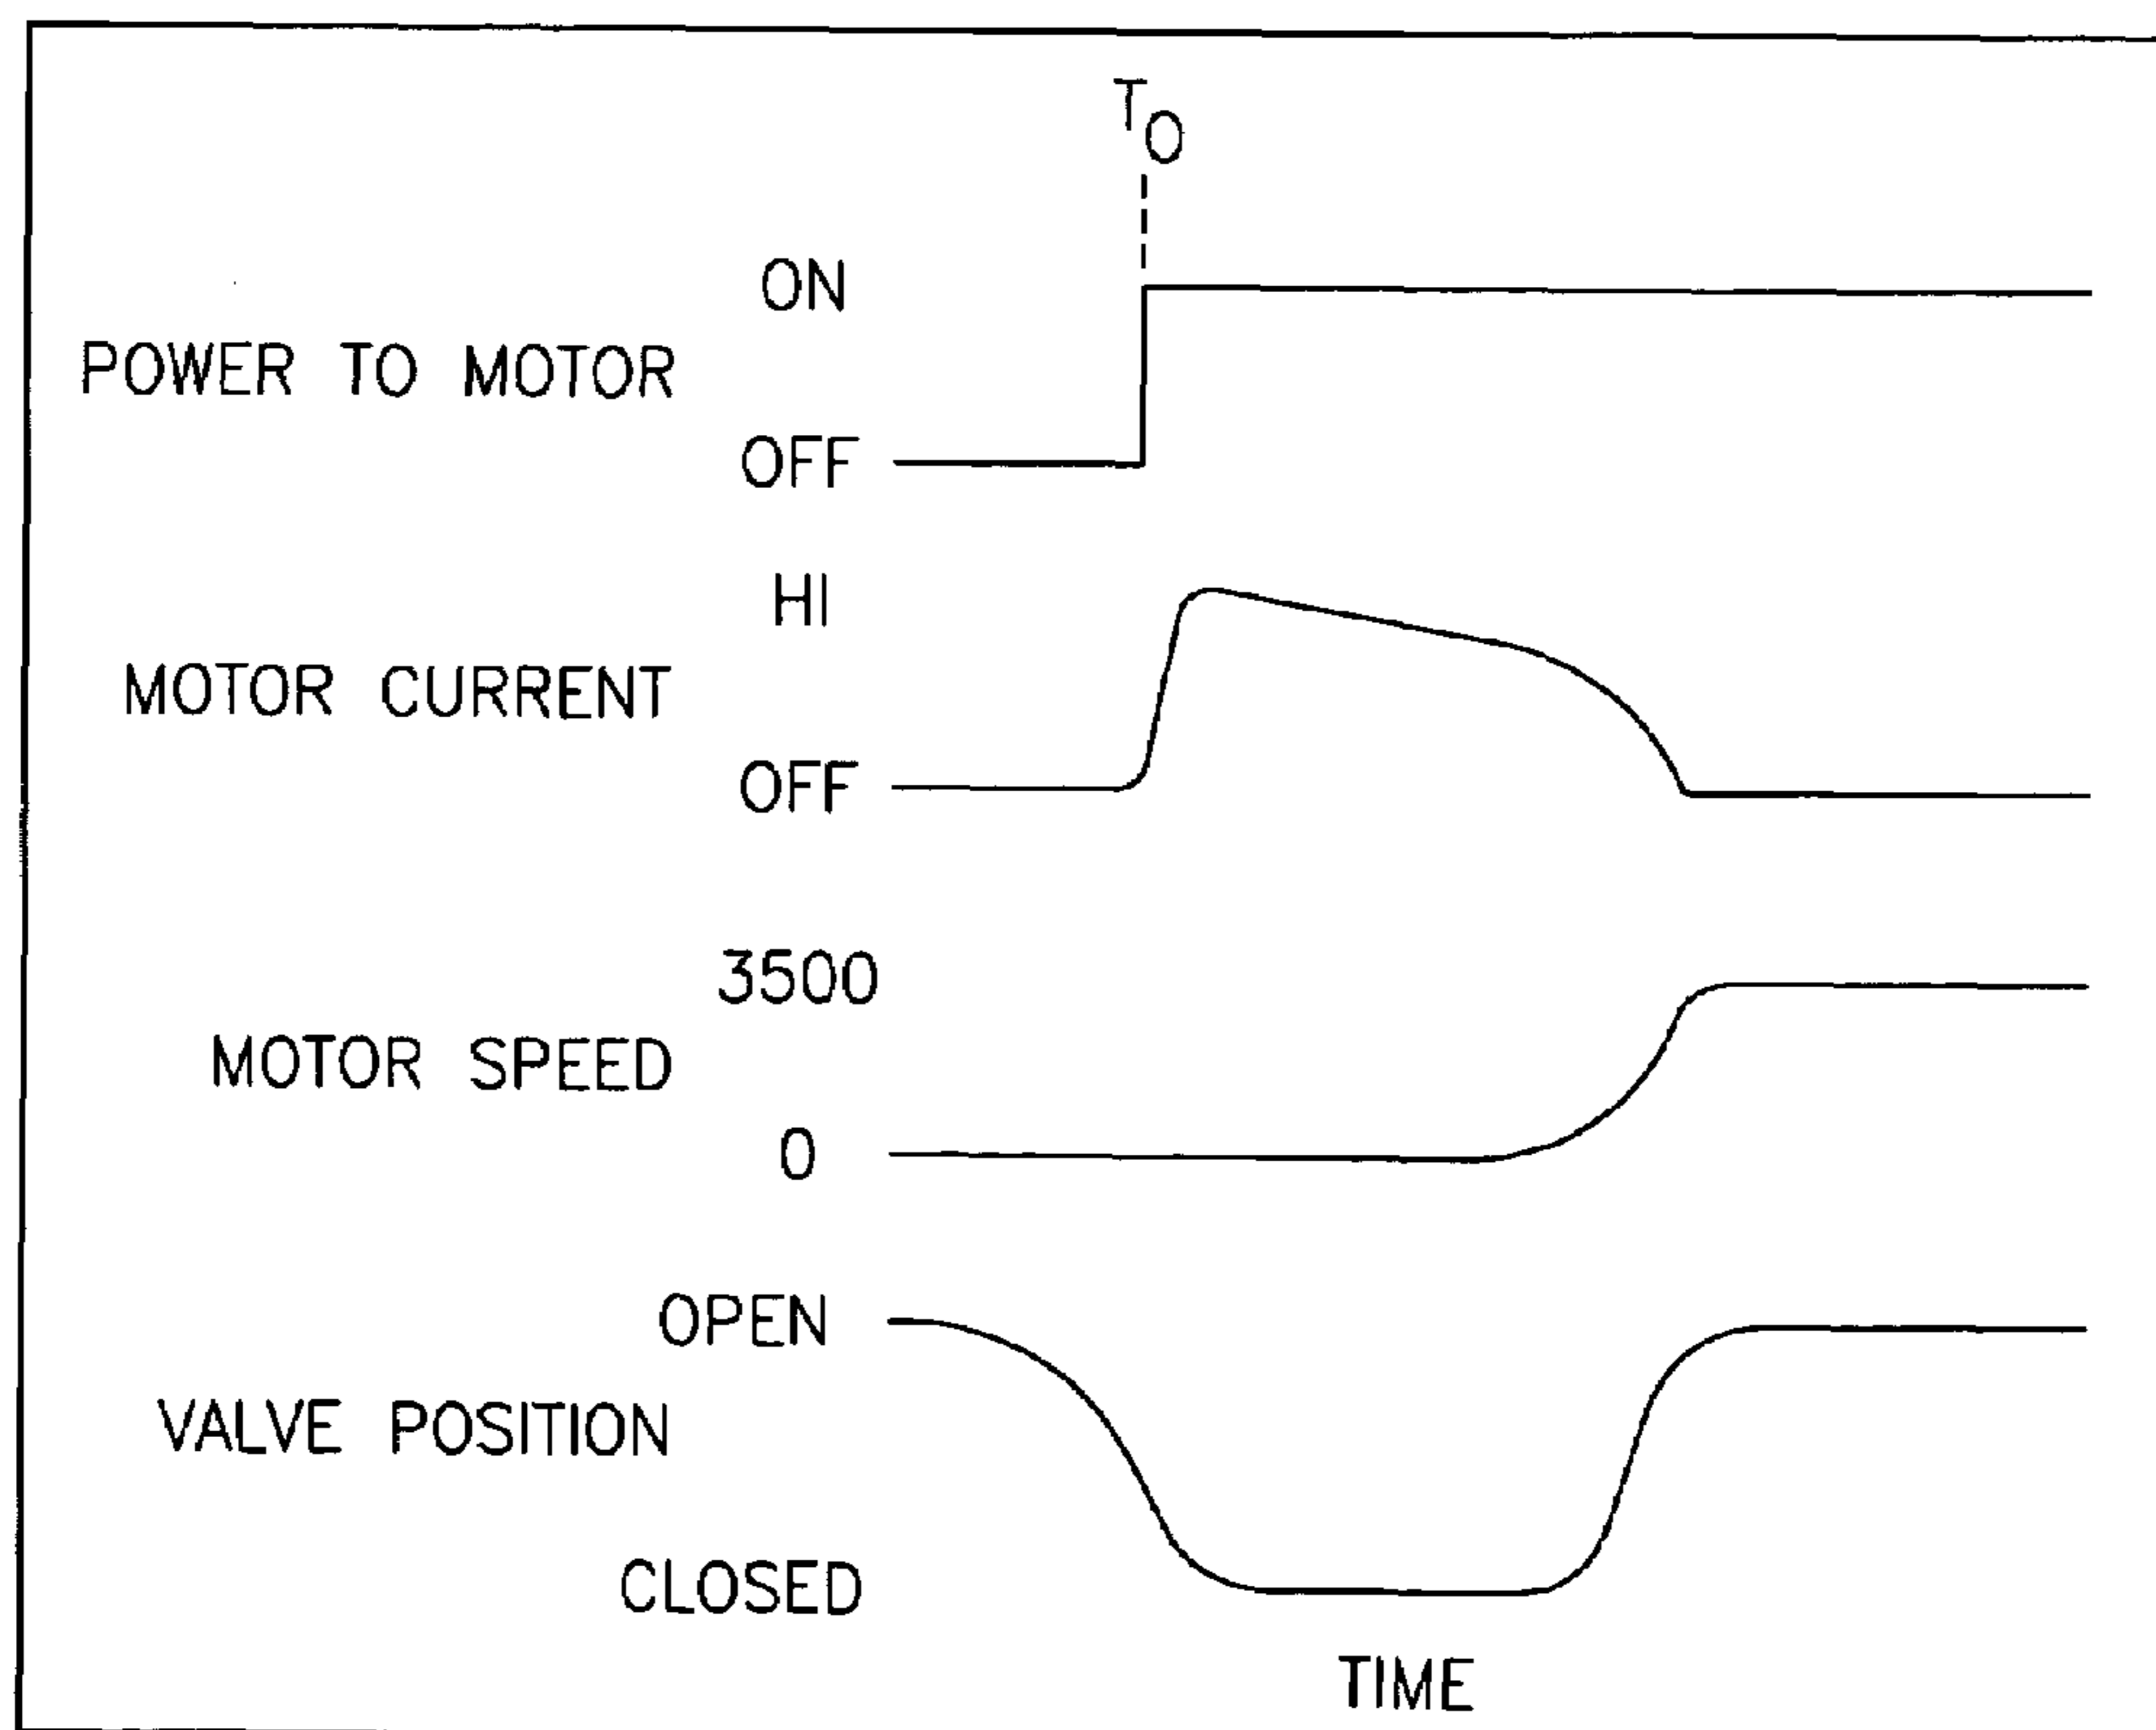 T0
ON
POWER TO MOTOR
OFF
HI
MOTOR CURRENT
OFF
3500
MOTOR SPEED
0
OPEN
VALVE POSITION
CLOSED
TIME